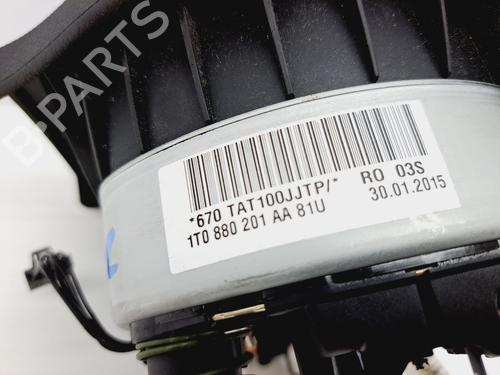 B-PARTS
*670 TAT100JJTP/* RO 03S
1T0 880 201 AA 81U 30.01.2015